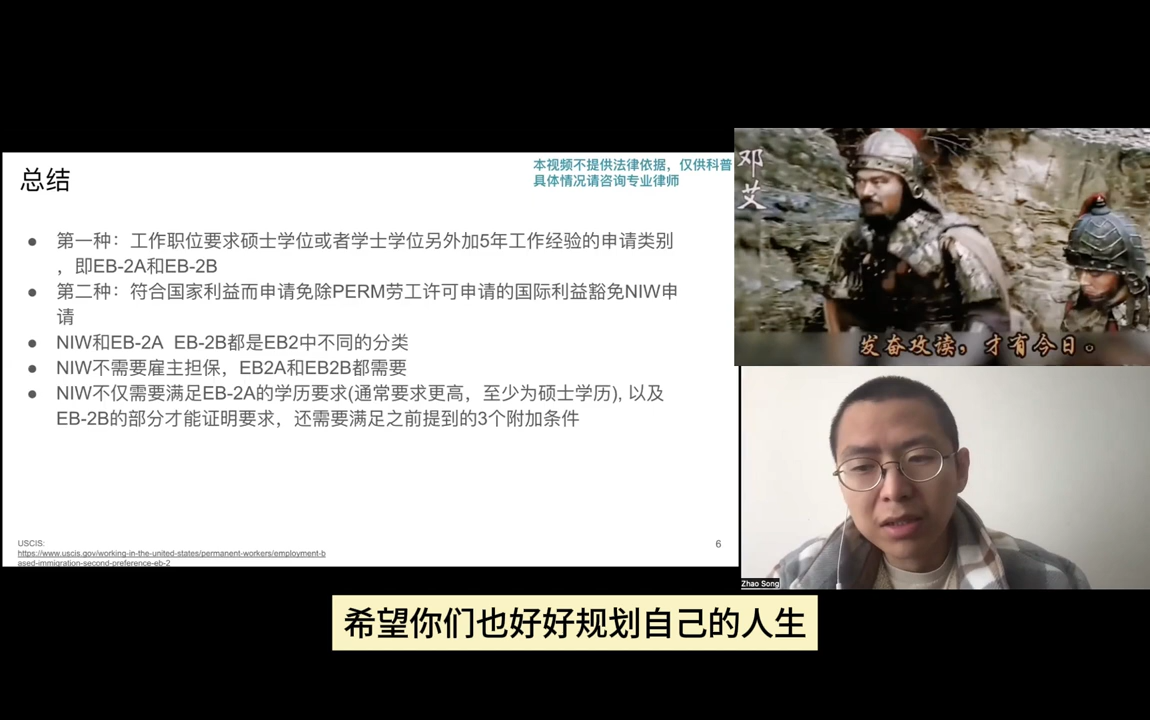 总结
本视频不提供法律依据，仅供科普
具体情况请咨询专业律师
● 第一种：工作职位要求硕士学位或者学士学位另外加5年工作经验的申请类别
，即EB-2A和EB-2B
● 第二种：符合国家利益而申请免除PERM劳工许可申请的国际利益豁免NIW申
请
● NIW和EB-2A EB-2B都是EB2中不同的分类
● NIW不需要雇主担保，EB2A和EB2B都需要
● NIW不仅需要满足EB-2A的学历要求(通常要求更高，至少为硕士学历), 以及
EB-2B的部分才能证明要求，还需要满足之前提到的3个附加条件
USCIS:
https://www.uscis.gov/working-in-the-united-states/permanent-workers/employment-b
ased-immigration-second-preference-eb-2
6
邓艾
发奋攻读，才有今日。
Zhao Song
希望你们也好好规划自己的人生